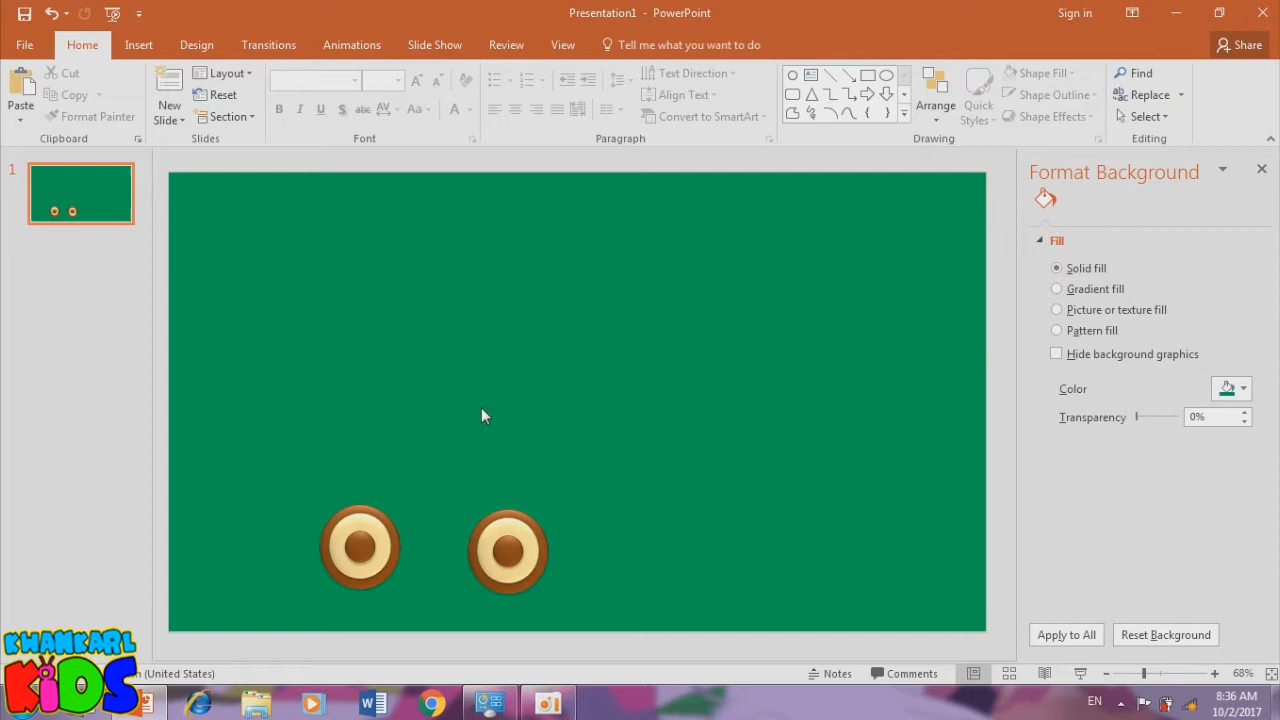 Presentation1 - PowerPoint
Sign in
File Home Insert Design Transitions Animations Slide Show Review View Tell me what you want to do Share
Paste
Cut
Copy
Format Painter
Clipboard
New Slide
Layout
Reset
Section
Slides
B I U S abc AV Aa A
Font
Text Direction
Align Text
Convert to SmartArt
Paragraph
Arrange
Quick Styles
Shape Fill
Shape Outline
Shape Effects
Drawing
Find
Replace
Select
Editing
1
Format Background
Fill
Solid fill
Gradient fill
Picture or texture fill
Pattern fill
Hide background graphics
Color
Transparency 0%
Apply to All Reset Background
KWANKARL
KiDS
(United States)
Notes Comments 68%
EN 8:36 AM
10/2/2017